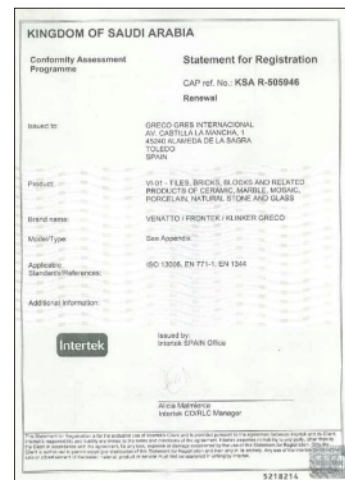 KINGDOM OF SAUDI ARABIA
Conformity Assessment
Programme
Statement for Registration
CAP ref. No.: KSA R-505946
Renewal
Issued to:
GRECO GRES INTERNACIONAL
AV. CASTILLA LA MANCHA, 1
45240 ALAMEDA DE LA SAGRA
TOLEDO
SPAIN
Product:
VI-01 - TILES, BRICKS, BLOCKS AND RELATED
PRODUCTS OF CERAMIC, MARBLE, MOSAIC,
PORCELAIN, NATURAL STONE AND GLASS
Brand name:
VENATTO / FRONTEK / KLINKER GRECO
Model/Type:
See Appendix
Applicable
Standards/References:
ISO 13006, EN 771-1, EN 1344
Additional Information:
Intertek
Issued by:
Intertek SPAIN Office
Intertek CO/RLC Manager
5218214